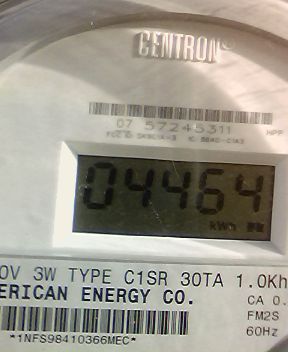 CENTRON®
07 57245311
HPP
04464
kWh
0V 3W TYPE C1SR 30TA 1.0Kh
ERICAN ENERGY CO.
CA 0.
FM2S
60Hz
*1NFS98410366MEC*